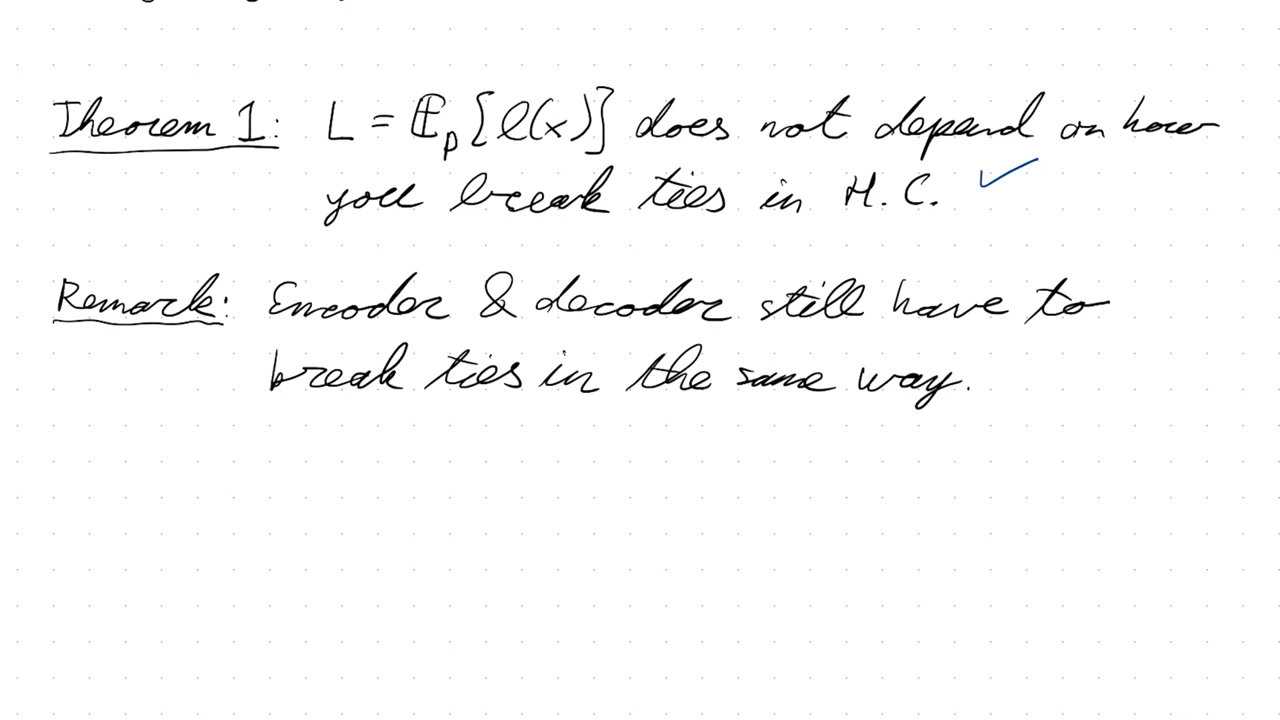 Theorem 1: L = 𝔼ₚ[ℓ(x)] does not depend on how
you break ties in H. C. ✓
Remark: Encoder & decoder still have to
break ties in the same way.